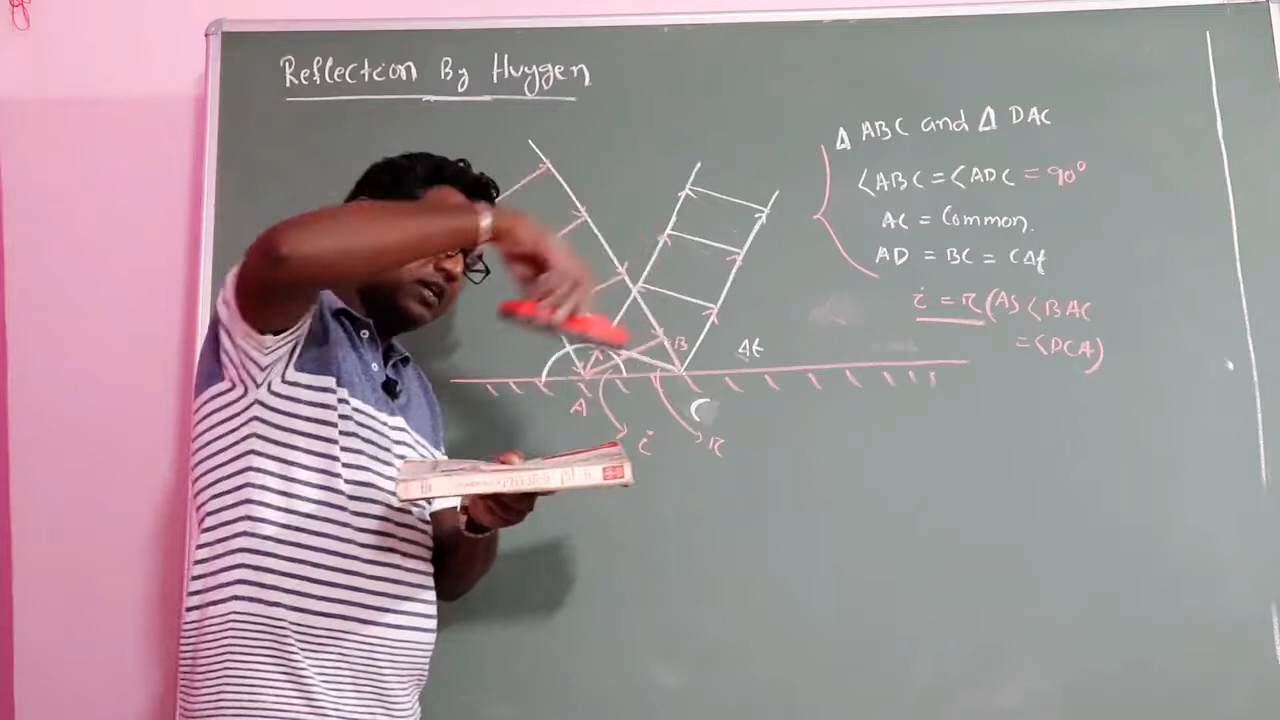 Reflection By Huygen
Δ ABC and Δ DAC
∠ABC = ∠ADC = 90°
AC = Common.
AD = BC = CΔt
i = r (AS ∠BAC
= ∠DCA)
B
Δt
A
C
i
r